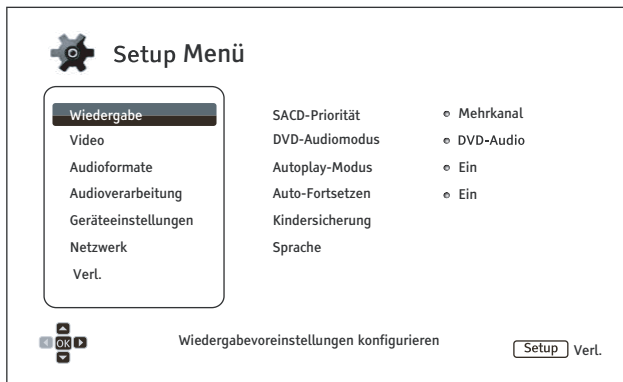 Setup Menü
Wiedergabe SACD-Priorität Mehrkanal
Video DVD-Audiomodus DVD-Audio
Audioformate Autoplay-Modus Ein
Audioverarbeitung Auto-Fortsetzen Ein
Geräteeinstellungen Kindersicherung
Netzwerk Sprache
Verl.
OK Wiedergabevoreinstellungen konfigurieren Setup Verl.